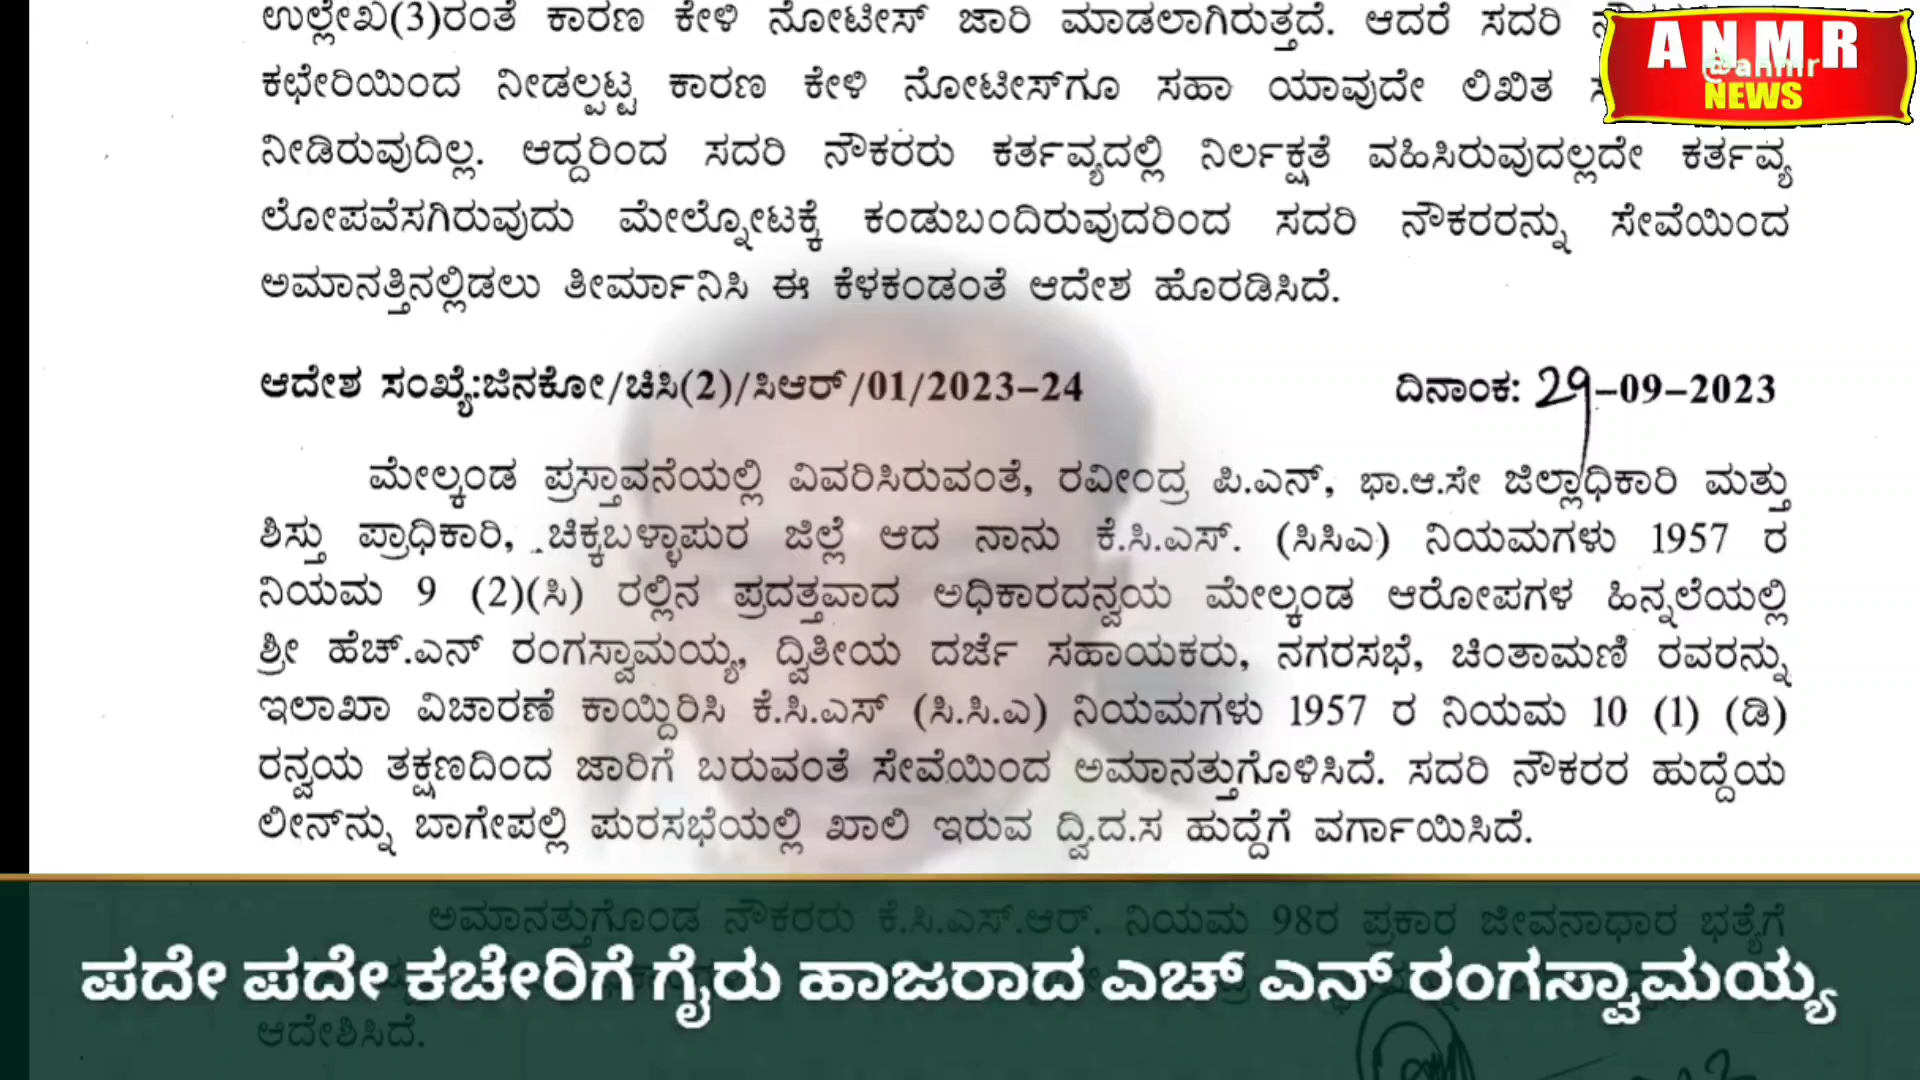 ಉಲ್ಲೇಖ(3)ರಂತೆ ಕಾರಣ ಕೇಳಿ ನೋಟೀಸ್ ಜಾರಿ ಮಾಡಲಾಗಿರುತ್ತದೆ. ಆದರೆ ಸದರಿ
A N M R
@anmr
NEWS
ಕಛೇರಿಯಿಂದ ನೀಡಲ್ಪಟ್ಟ ಕಾರಣ ಕೇಳಿ ನೋಟೀಸ್‌ಗೂ ಸಹಾ ಯಾವುದೇ ಲಿಖಿತ
ನೀಡಿರುವುದಿಲ್ಲ. ಆದ್ದರಿಂದ ಸದರಿ ನೌಕರರು ಕರ್ತವ್ಯದಲ್ಲಿ ನಿರ್ಲಕ್ಷತೆ ವಹಿಸಿರುವುದಲ್ಲದೇ ಕರ್ತವ್ಯ
ಲೋಪವೆಸಗಿರುವುದು ಮೇಲ್ನೋಟಕ್ಕೆ ಕಂಡುಬಂದಿರುವುದರಿಂದ ಸದರಿ ನೌಕರರನ್ನು ಸೇವೆಯಿಂದ
ಅಮಾನತ್ತಿನಲ್ಲಿಡಲು ತೀರ್ಮಾನಿಸಿ ಈ ಕೆಳಕಂಡಂತೆ ಆದೇಶ ಹೊರಡಿಸಿದೆ.
ಆದೇಶ ಸಂಖ್ಯೆ:ಜಿನಕೋ/ಚಿಸಿ(2)/ಸಿಆರ್/01/2023-24 ದಿನಾಂಕ: 29-09-2023
ಮೇಲ್ಕಂಡ ಪ್ರಸ್ತಾವನೆಯಲ್ಲಿ ವಿವರಿಸಿರುವಂತೆ, ರವೀಂದ್ರ ಪಿ.ಎನ್, ಭಾ.ಆ.ಸೇ ಜಿಲ್ಲಾಧಿಕಾರಿ ಮತ್ತು
ಶಿಸ್ತು ಪ್ರಾಧಿಕಾರಿ, ಚಿಕ್ಕಬಳ್ಳಾಪುರ ಜಿಲ್ಲೆ ಆದ ನಾನು ಕೆ.ಸಿ.ಎಸ್. (ಸಿಸಿಎ) ನಿಯಮಗಳು 1957 ರ
ನಿಯಮ 9 (2)(ಸಿ) ರಲ್ಲಿನ ಪ್ರದತ್ತವಾದ ಅಧಿಕಾರದನ್ವಯ ಮೇಲ್ಕಂಡ ಆರೋಪಗಳ ಹಿನ್ನಲೆಯಲ್ಲಿ
ಶ್ರೀ ಹೆಚ್.ಎನ್ ರಂಗಸ್ವಾಮಯ್ಯ, ದ್ವಿತೀಯ ದರ್ಜೆ ಸಹಾಯಕರು, ನಗರಸಭೆ, ಚಿಂತಾಮಣಿ ರವರನ್ನು
ಇಲಾಖಾ ವಿಚಾರಣೆ ಕಾಯ್ದಿರಿಸಿ ಕೆ.ಸಿ.ಎಸ್ (ಸಿ.ಸಿ.ಎ) ನಿಯಮಗಳು 1957 ರ ನಿಯಮ 10 (1) (ಡಿ)
ರನ್ವಯ ತಕ್ಷಣದಿಂದ ಜಾರಿಗೆ ಬರುವಂತೆ ಸೇವೆಯಿಂದ ಅಮಾನತ್ತುಗೊಳಿಸಿದೆ. ಸದರಿ ನೌಕರರ ಹುದ್ದೆಯ
ಲೀನ್‌ನ್ನು ಬಾಗೇಪಲ್ಲಿ ಪುರಸಭೆಯಲ್ಲಿ ಖಾಲಿ ಇರುವ ದ್ವಿ.ದ.ಸ ಹುದ್ದೆಗೆ ವರ್ಗಾಯಿಸಿದೆ.
ಅಮಾನತ್ತುಗೊಂಡ ನೌಕರರು ಕೆ.ಸಿ.ಎಸ್.ಆರ್. ನಿಯಮ 98ರ ಪ್ರಕಾರ ಜೀವನಾಧಾರ ಭತ್ಯೆಗೆ
ಪದೇ ಪದೇ ಕಚೇರಿಗೆ ಗೈರು ಹಾಜರಾದ ಎಚ್ ಎನ್ ರಂಗಸ್ವಾಮಯ್ಯ
ಆದೇಶಿಸಿದೆ.